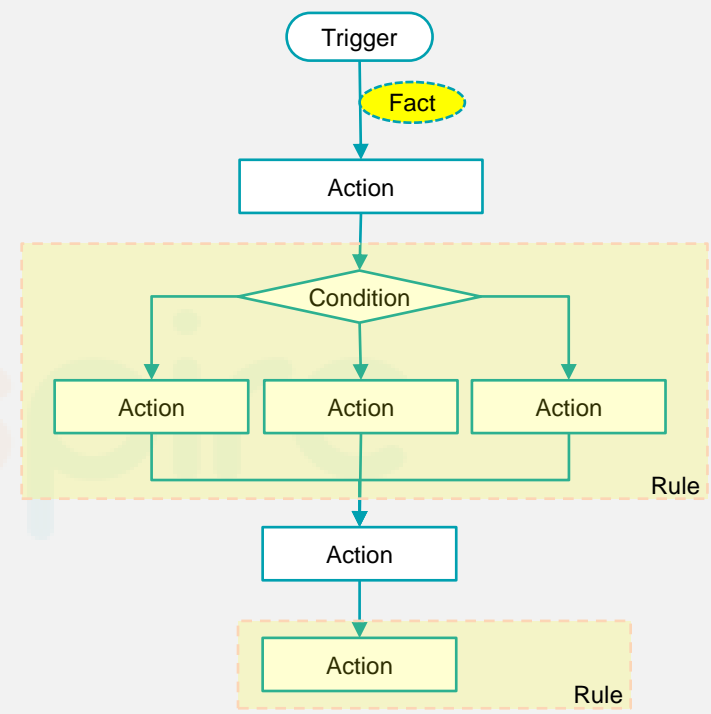 Trigger
Fact
Action
Condition
Action
Action
Action
Rule
Action
Action
Rule